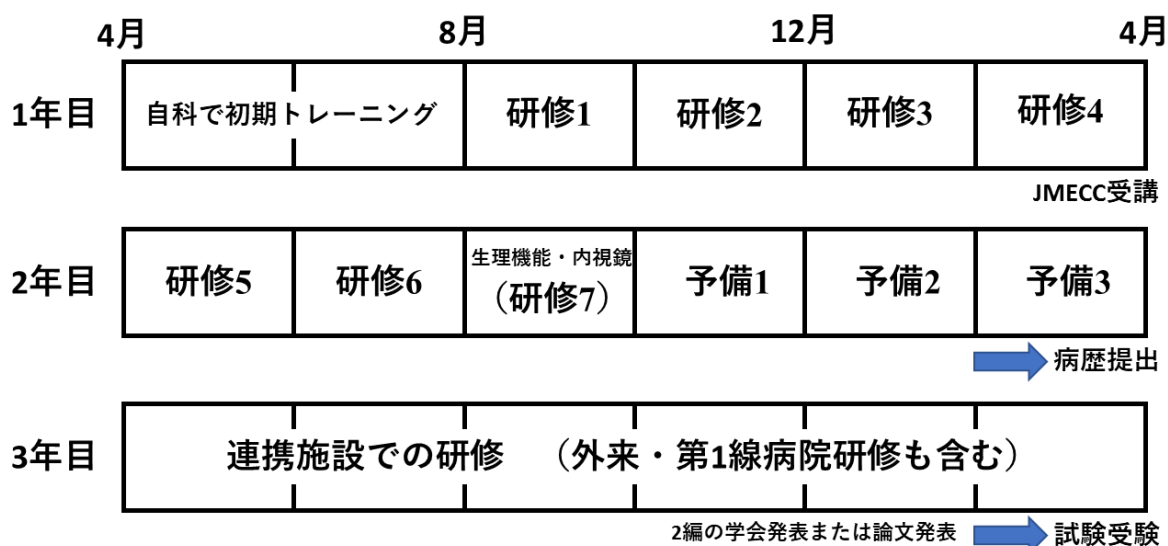 4月 8月 12月 4月
1年目 自科で初期トレーニング 研修1 研修2 研修3 研修4
JMECC受講
生理機能・内視鏡
2年目 研修5 研修6 （研修7） 予備1 予備2 予備3
病歴提出
3年目 連携施設での研修 （外来・第1線病院研修も含む）
2編の学会発表または論文発表 試験受験